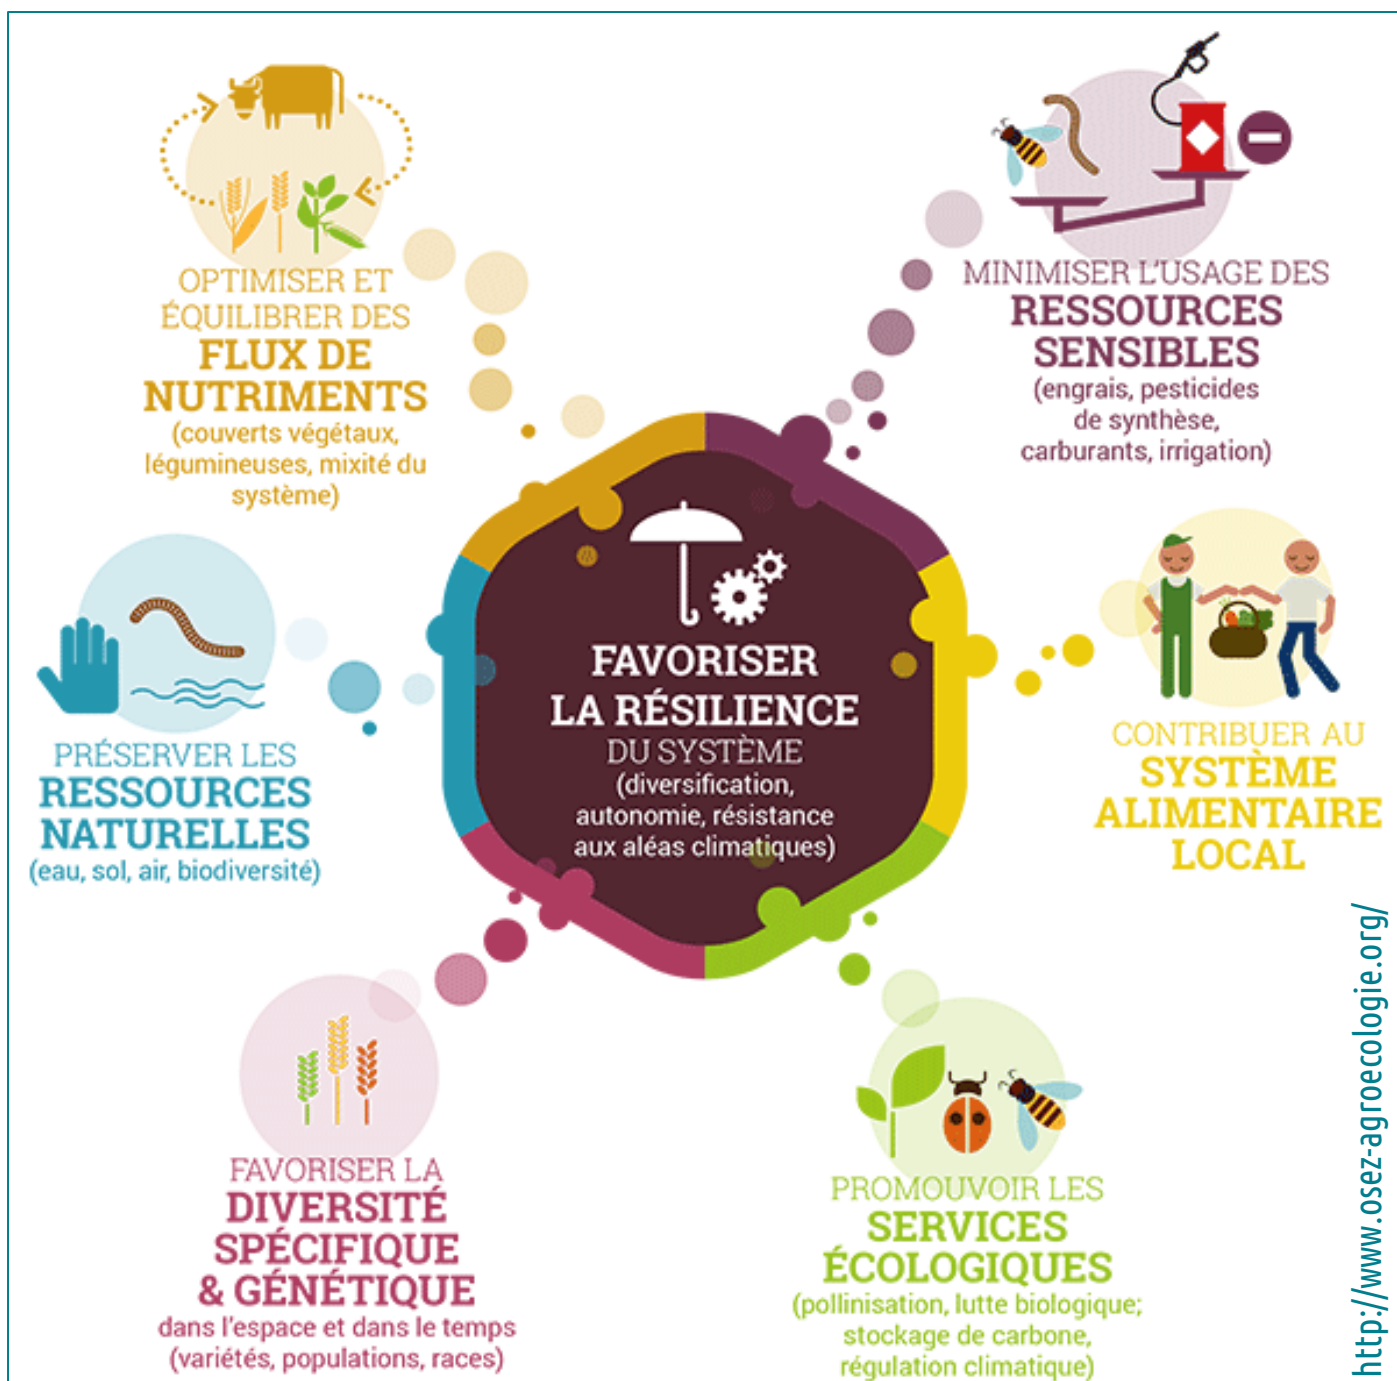 OPTIMISER ET
ÉQUILIBRER DES
FLUX DE
NUTRIMENTS
(couverts végétaux,
légumineuses, mixité du
système)
MINIMISER L'USAGE DES
RESSOURCES
SENSIBLES
(engrais, pesticides
de synthèse,
carburants, irrigation)
PRÉSERVER LES
RESSOURCES
NATURELLES
(eau, sol, air, biodiversité)
FAVORISER
LA RÉSILIENCE
DU SYSTÈME
(diversification,
autonomie, résistance
aux aléas climatiques)
CONTRIBUER AU
SYSTÈME
ALIMENTAIRE
LOCAL
FAVORISER LA
DIVERSITÉ
SPÉCIFIQUE
& GÉNÉTIQUE
dans l'espace et dans le temps
(variétés, populations, races)
PROMOUVOIR LES
SERVICES
ÉCOLOGIQUES
(pollinisation, lutte biologique;
stockage de carbone,
régulation climatique)
http://www.osez-agroecologie.org/